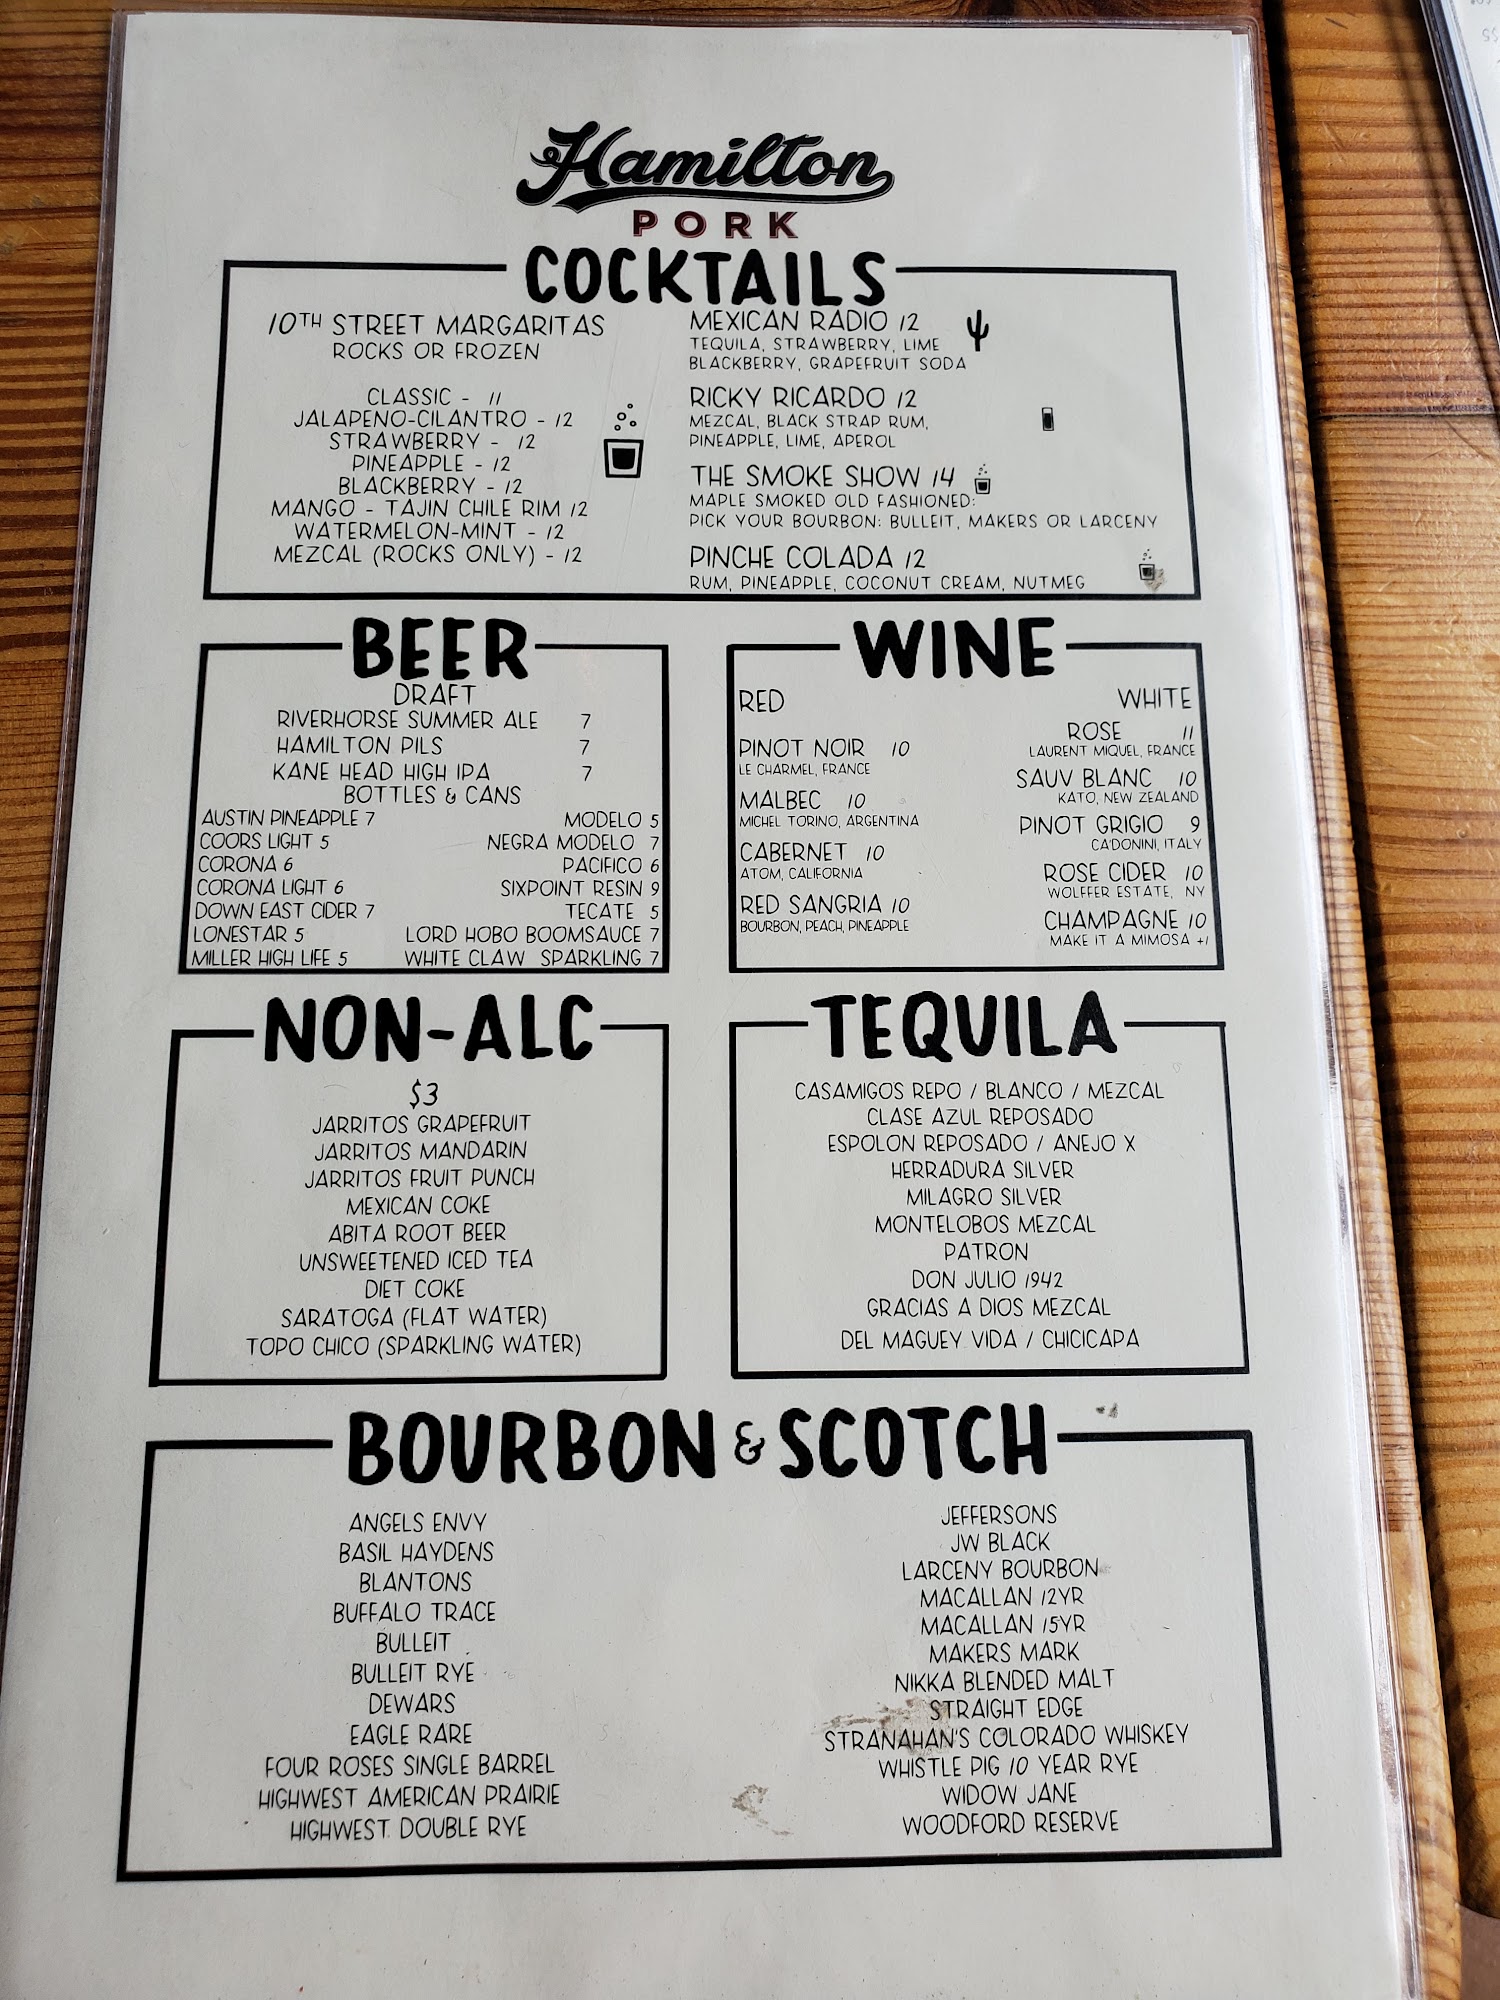 Hamilton
PORK
COCKTAILS
10TH STREET MARGARITAS
ROCKS OR FROZEN
CLASSIC - 11
JALAPENO-CILANTRO - 12
STRAWBERRY - 12
PINEAPPLE - 12
BLACKBERRY - 12
MANGO - TAJIN CHILE RIM 12
WATERMELON-MINT - 12
MEZCAL (ROCKS ONLY) - 12
MEXICAN RADIO 12
TEQUILA, STRAWBERRY, LIME
BLACKBERRY, GRAPEFRUIT SODA
RICKY RICARDO 12
MEZCAL, BLACK STRAP RUM,
PINEAPPLE, LIME, APEROL
THE SMOKE SHOW 14
MAPLE SMOKED OLD FASHIONED:
PICK YOUR BOURBON: BULLEIT, MAKERS OR LARCENY
PINCHE COLADA 12
RUM, PINEAPPLE, COCONUT CREAM, NUTMEG
BEER
DRAFT
RIVERHORSE SUMMER ALE 7
HAMILTON PILS 7
KANE HEAD HIGH IPA 7
BOTTLES & CANS
AUSTIN PINEAPPLE 7
COORS LIGHT 5
CORONA 6
CORONA LIGHT 6
DOWN EAST CIDER 7
LONESTAR 5
MILLER HIGH LIFE 5
MODELO 5
NEGRA MODELO 7
PACIFICO 6
SIXPOINT RESIN 9
TECATE 5
LORD HOBO BOOMSAUCE 7
WHITE CLAW SPARKLING 7
WINE
RED
PINOT NOIR 10
LE CHARMEL, FRANCE
MALBEC 10
MICHEL TORINO, ARGENTINA
CABERNET 10
ATOM, CALIFORNIA
RED SANGRIA 10
BOURBON, PEACH, PINEAPPLE
WHITE
ROSE 11
LAURENT MIQUEL, FRANCE
SAUV BLANC 10
KATO, NEW ZEALAND
PINOT GRIGIO 9
CA'DONINI, ITALY
ROSE CIDER 10
WOLFFER ESTATE, NY
CHAMPAGNE 10
MAKE IT A MIMOSA +1
NON-ALC
$3
JARRITOS GRAPEFRUIT
JARRITOS MANDARIN
JARRITOS FRUIT PUNCH
MEXICAN COKE
ABITA ROOT BEER
UNSWEETENED ICED TEA
DIET COKE
SARATOGA (FLAT WATER)
TOPO CHICO (SPARKLING WATER)
TEQUILA
CASAMIGOS REPO / BLANCO / MEZCAL
CLASE AZUL REPOSADO
ESPOLON REPOSADO / ANEJO X
HERRADURA SILVER
MILAGRO SILVER
MONTELOBOS MEZCAL
PATRON
DON JULIO 1942
GRACIAS A DIOS MEZCAL
DEL MAGUEY VIDA / CHICICAPA
BOURBON & SCOTCH
ANGELS ENVY
BASIL HAYDENS
BLANTONS
BUFFALO TRACE
BULLEIT
BULLEIT RYE
DEWARS
EAGLE RARE
FOUR ROSES SINGLE BARREL
HIGHWEST AMERICAN PRAIRIE
HIGHWEST DOUBLE RYE
JEFFERSONS
JW BLACK
LARCENY BOURBON
MACALLAN 12YR
MACALLAN 15YR
MAKERS MARK
NIKKA BLENDED MALT
STRAIGHT EDGE
STRANAHAN'S COLORADO WHISKEY
WHISTLE PIG 10 YEAR RYE
WIDOW JANE
WOODFORD RESERVE